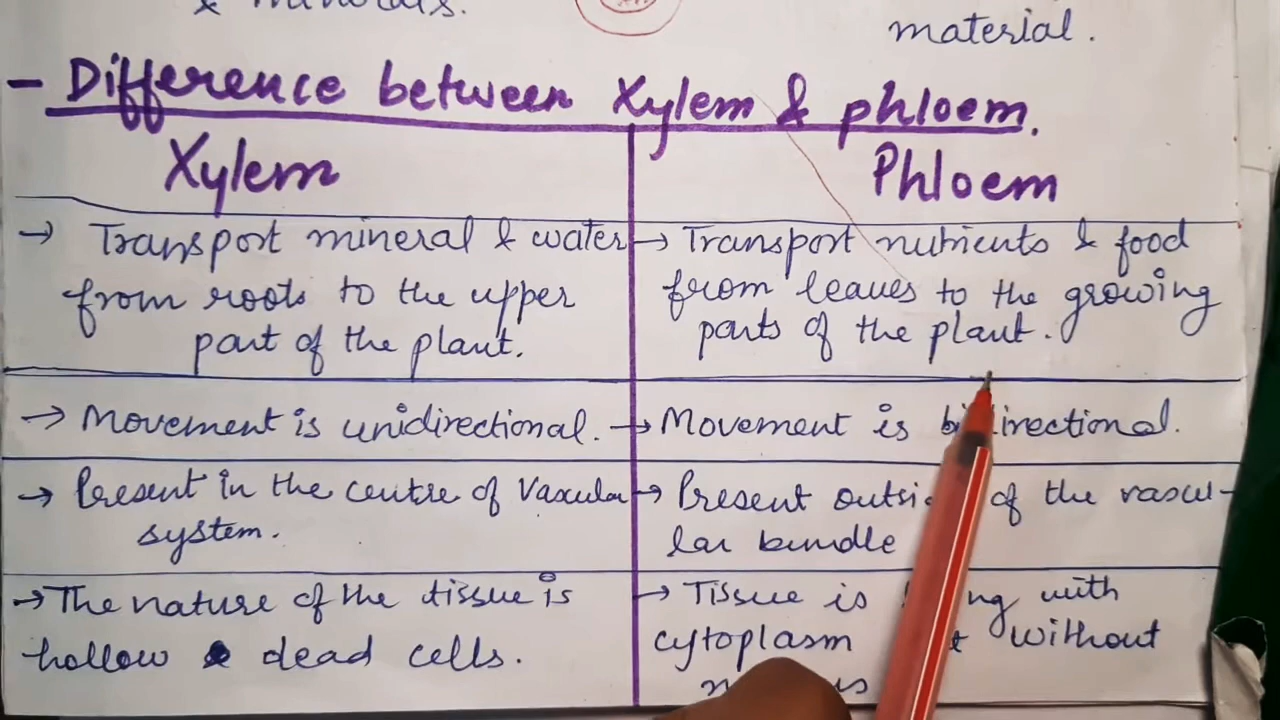 & minerals.
material.
- Difference between Xylem & phloem.
Xylem
Phloem
→ Transport mineral & water
from roots to the upper
part of the plant.
→ Transport nutrients & food
from leaves to the growing
parts of the plant.
→ Movement is unidirectional.
→ Movement is bidirectional.
→ Present in the centre of Vascular
system.
→ Present outsi of the vascu-
lar bundle
→ The nature of the tissue is
hollow & dead cells.
→ Tissue is ng with
cytoplasm without